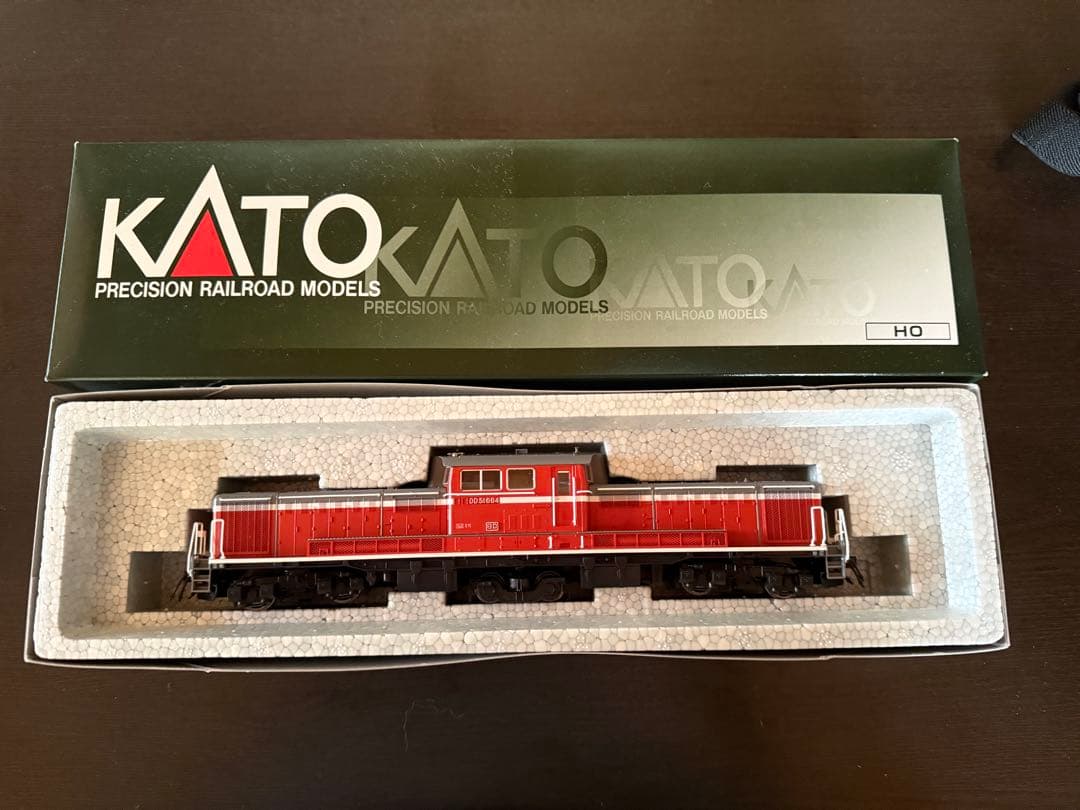 KATO
PRECISION RAILROAD MODELS
KATO
PRECISION RAILROAD MODELS
KATO
PRECISION RAILROAD MODELS
KATO
HO
DD51684